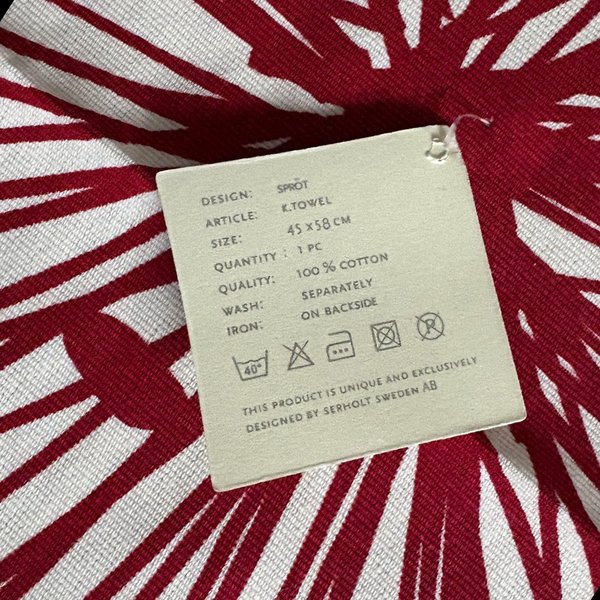 DESIGN: SPRÖT
ARTICLE: K.TOWEL
SIZE: 45 X 58 CM
QUANTITY : 1 PC
QUALITY: 100 % COTTON
WASH: SEPARATELY
IRON: ON BACKSIDE
40° P
THIS PRODUCT IS UNIQUE AND EXCLUSIVELY
DESIGNED BY SERHOLT SWEDEN AB